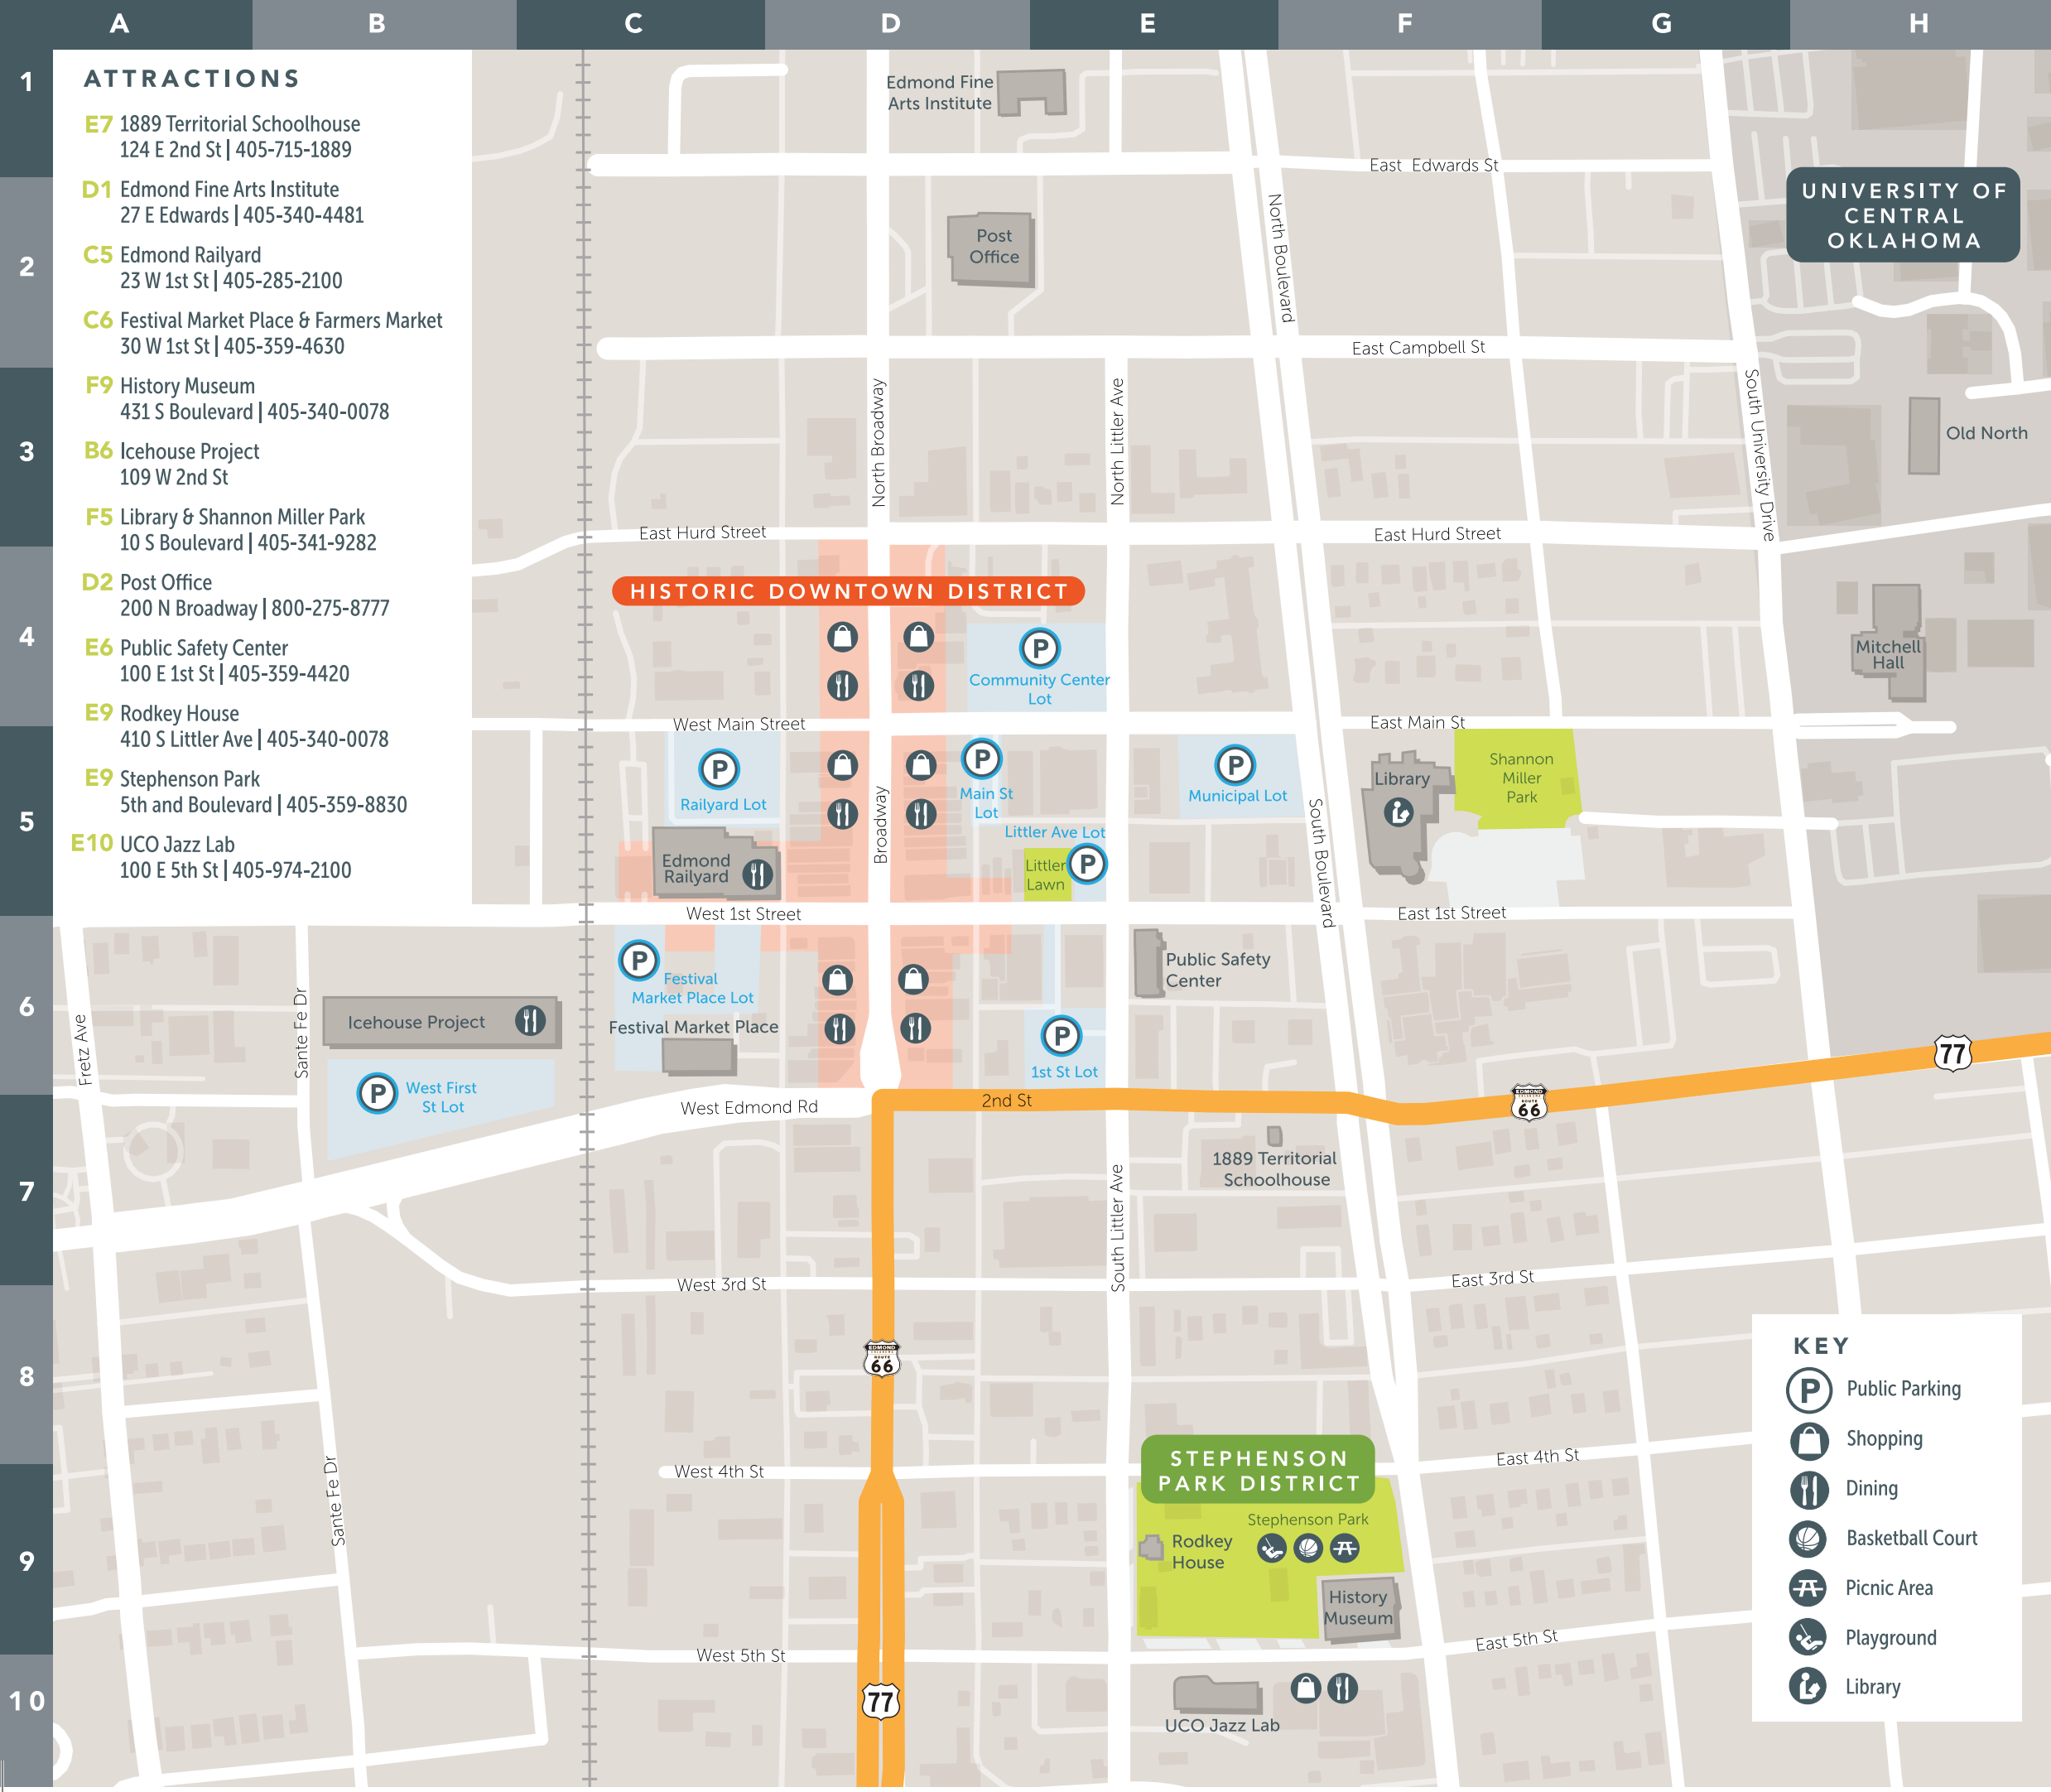 A B C D E F G H
1
2
3
4
5
6
7
8
9
10
ATTRACTIONS
E7 1889 Territorial Schoolhouse
124 E 2nd St | 405-715-1889
D1 Edmond Fine Arts Institute
27 E Edwards | 405-340-4481
C5 Edmond Railyard
23 W 1st St | 405-285-2100
C6 Festival Market Place & Farmers Market
30 W 1st St | 405-359-4630
F9 History Museum
431 S Boulevard | 405-340-0078
B6 Icehouse Project
109 W 2nd St
F5 Library & Shannon Miller Park
10 S Boulevard | 405-341-9282
D2 Post Office
200 N Broadway | 800-275-8777
E6 Public Safety Center
100 E 1st St | 405-359-4420
E9 Rodkey House
410 S Littler Ave | 405-340-0078
E9 Stephenson Park
5th and Boulevard | 405-359-8830
E10 UCO Jazz Lab
100 E 5th St | 405-974-2100
Edmond Fine
Arts Institute
East Edwards St
UNIVERSITY OF
CENTRAL
OKLAHOMA
Post
Office
North Boulevard
East Campbell St
North Broadway
North Littler Ave
South University Drive
Old North
East Hurd Street
East Hurd Street
HISTORIC DOWNTOWN DISTRICT
P
Community Center
Lot
Mitchell
Hall
West Main Street
East Main St
P
Railyard Lot
P
Main St
Lot
P
Municipal Lot
Library
Shannon
Miller
Park
Broadway
South Boulevard
Littler Ave Lot
Littler
Lawn
P
Edmond
Railyard
West 1st Street
East 1st Street
P
Festival
Market Place Lot
Festival Market Place
Public Safety
Center
P
1st St Lot
Icehouse Project
P
West First
St Lot
Fretz Ave
Sante Fe Dr
West Edmond Rd
2nd St
EDMOND
ROUTE
66
77
1889 Territorial
Schoolhouse
South Littler Ave
West 3rd St
East 3rd St
EDMOND
ROUTE
66
West 4th St
East 4th St
Sante Fe Dr
STEPHENSON
PARK DISTRICT
Stephenson Park
Rodkey
House
History
Museum
West 5th St
East 5th St
77
UCO Jazz Lab
KEY
P Public Parking
Shopping
Dining
Basketball Court
Picnic Area
Playground
Library